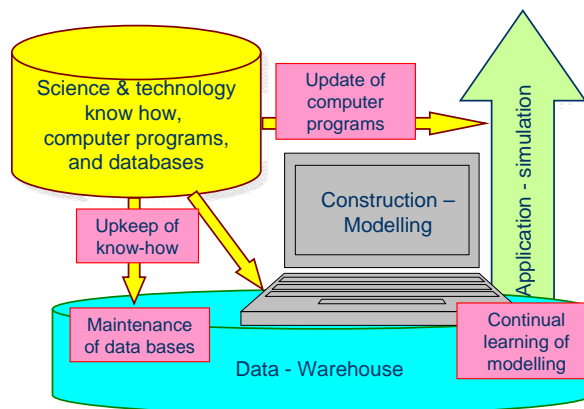 Science & technology
know how,
computer programs,
and databases
Update of
computer
programs
Application - simulation
Construction –
Modelling
Upkeep of
know-how
Maintenance
of data bases
Continual
learning of
modelling
Data - Warehouse